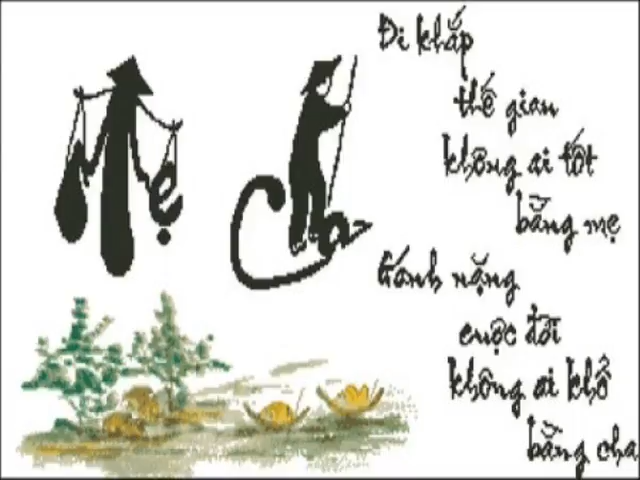 Mẹ Cha
Đi khắp
thế gian
không ai tốt
bằng mẹ
Gánh nặng
cuộc đời
không ai khổ
bằng cha